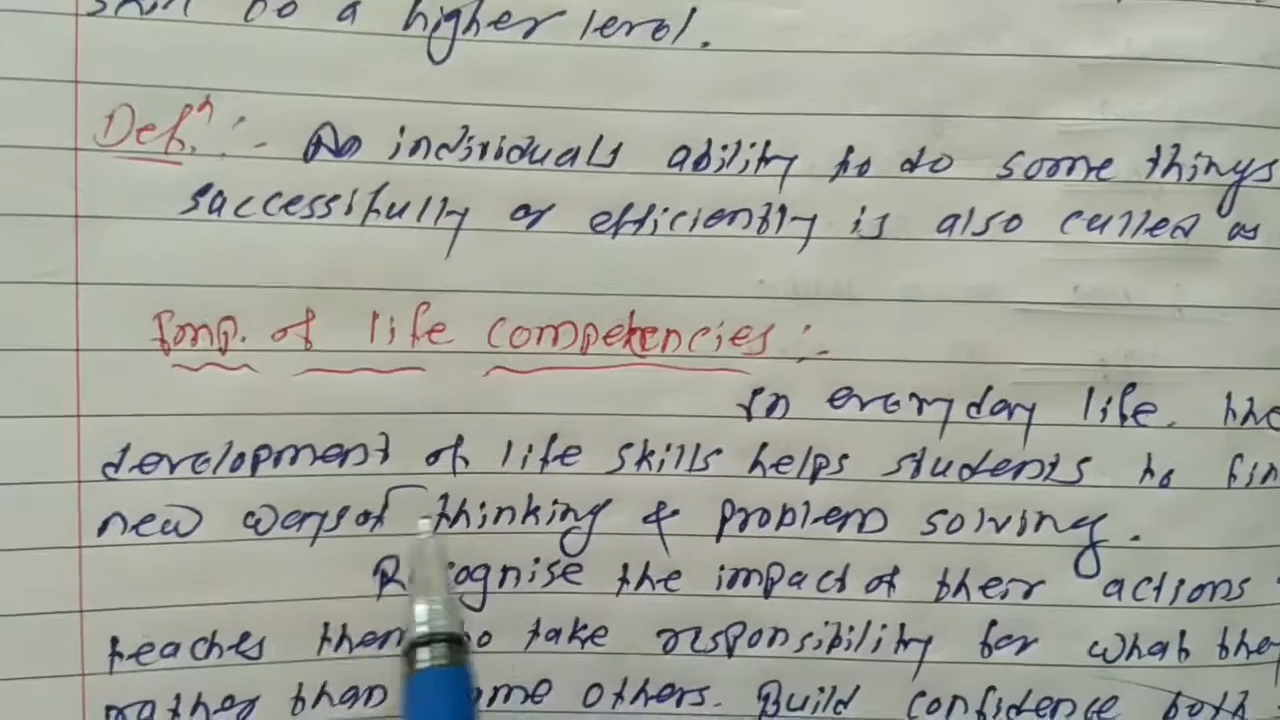 to a higher level.
Defn :- An individuals ability to do some things
successfully or efficiently is also called as
Imp. of life competencies :-
In everyday life, the
development of life skills helps students to fin
new ways of thinking & problem solving.
Recognise the impact of their actions
teaches them to take responsibility for what the
rather than others. Build confidence both